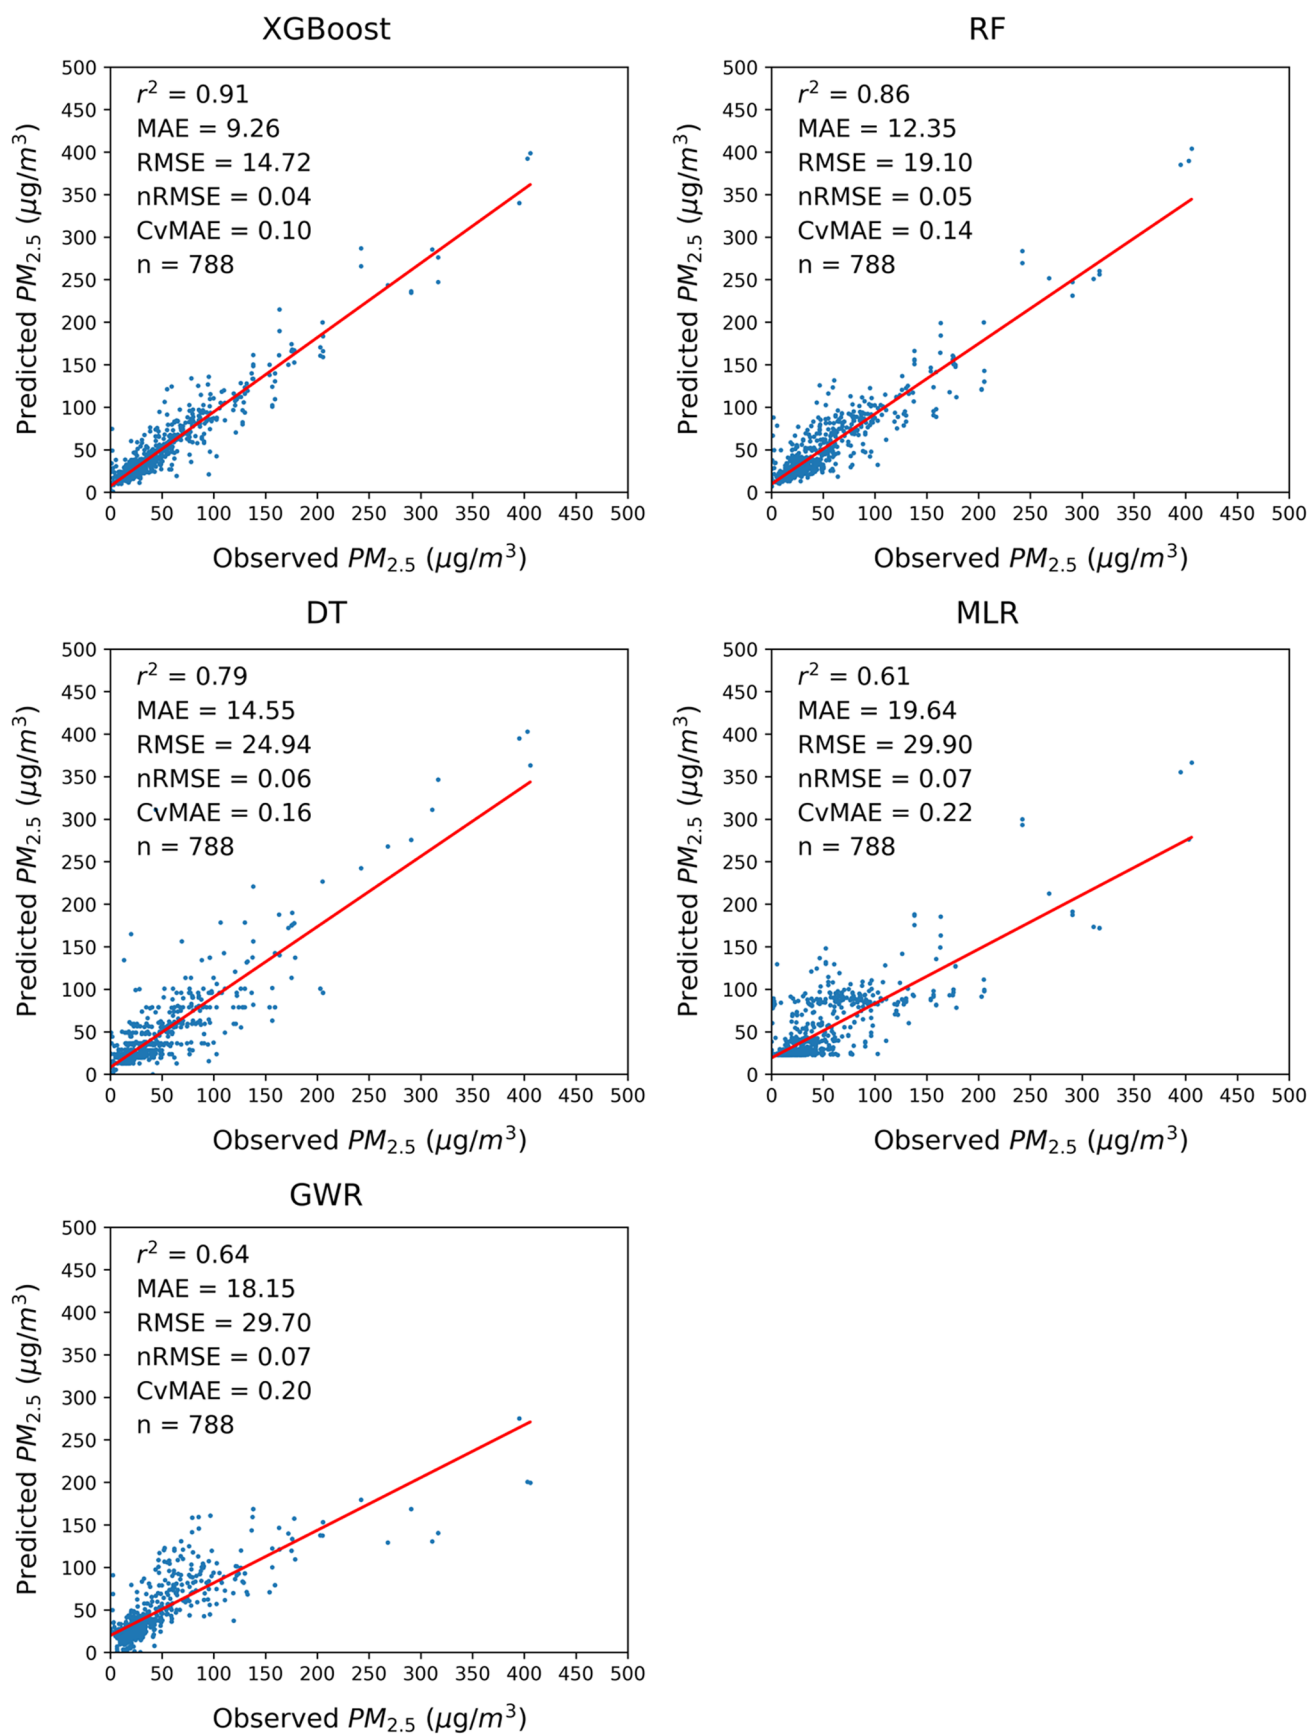 XGBoost
r² = 0.91
MAE = 9.26
RMSE = 14.72
nRMSE = 0.04
CvMAE = 0.10
n = 788
500
450
400
350
300
250
200
150
100
50
0
0 50 100 150 200 250 300 350 400 450 500
Predicted PM2.5 (μg/m³)
Observed PM2.5 (μg/m³)
RF
r² = 0.86
MAE = 12.35
RMSE = 19.10
nRMSE = 0.05
CvMAE = 0.14
n = 788
500
450
400
350
300
250
200
150
100
50
0
0 50 100 150 200 250 300 350 400 450 500
Predicted PM2.5 (μg/m³)
Observed PM2.5 (μg/m³)
DT
r² = 0.79
MAE = 14.55
RMSE = 24.94
nRMSE = 0.06
CvMAE = 0.16
n = 788
500
450
400
350
300
250
200
150
100
50
0
0 50 100 150 200 250 300 350 400 450 500
Predicted PM2.5 (μg/m³)
Observed PM2.5 (μg/m³)
MLR
r² = 0.61
MAE = 19.64
RMSE = 29.90
nRMSE = 0.07
CvMAE = 0.22
n = 788
500
450
400
350
300
250
200
150
100
50
0
0 50 100 150 200 250 300 350 400 450 500
Predicted PM2.5 (μg/m³)
Observed PM2.5 (μg/m³)
GWR
r² = 0.64
MAE = 18.15
RMSE = 29.70
nRMSE = 0.07
CvMAE = 0.20
n = 788
500
450
400
350
300
250
200
150
100
50
0
0 50 100 150 200 250 300 350 400 450 500
Predicted PM2.5 (μg/m³)
Observed PM2.5 (μg/m³)